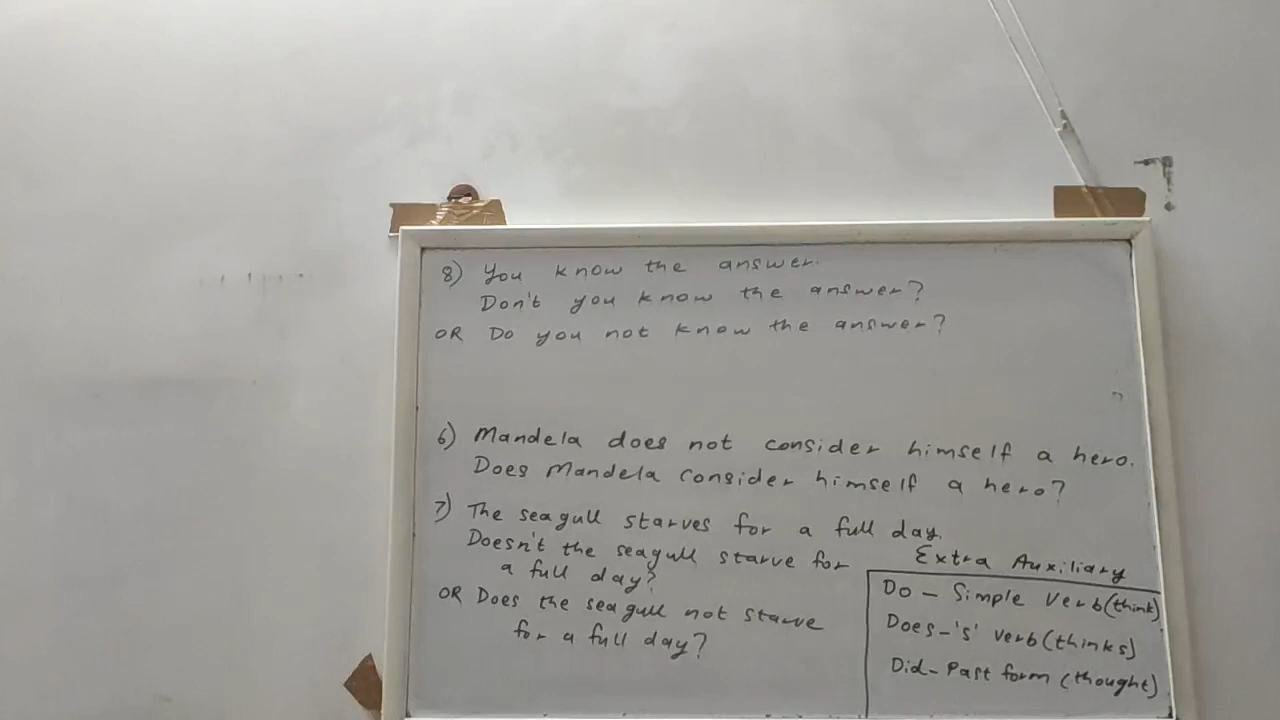 8) You know the answer.
Don't you know the answer?
OR Do you not know the answer?
6) Mandela does not consider himself a hero.
Does Mandela consider himself a hero?
7) The seagull starves for a full day.
Doesn't the seagull starve for
a full day?
OR Does the seagull not starve
for a full day?
Extra Auxiliary
Do - Simple Verb (think)
Does - 's' verb (thinks)
Did - Past form (thought)